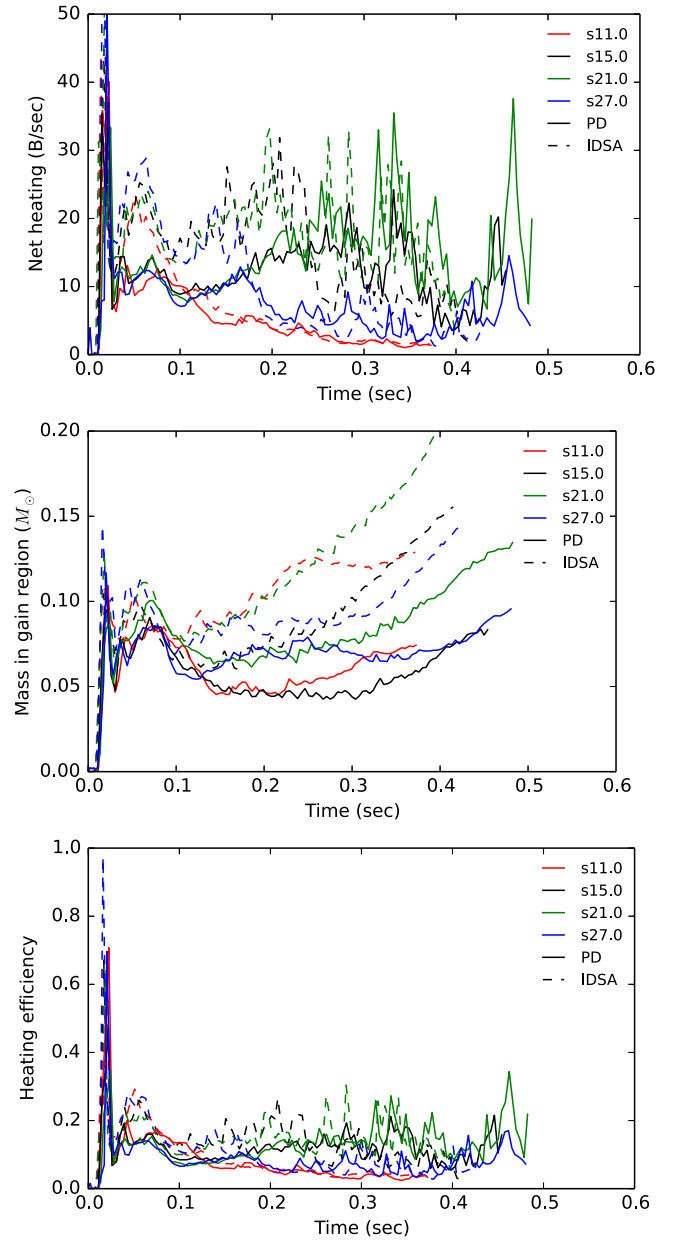 50
40
30
20
10
0
Net heating (B/sec)
s11.0
s15.0
s21.0
s27.0
PD
IDSA
0.0 0.1 0.2 0.3 0.4 0.5 0.6
Time (sec)
0.20
0.15
0.10
0.05
0.00
Mass in gain region (M☉)
s11.0
s15.0
s21.0
s27.0
PD
IDSA
0.0 0.1 0.2 0.3 0.4 0.5 0.6
Time (sec)
1.0
0.8
0.6
0.4
0.2
0.0
Heating efficiency
s11.0
s15.0
s21.0
s27.0
PD
IDSA
0.0 0.1 0.2 0.3 0.4 0.5 0.6
Time (sec)